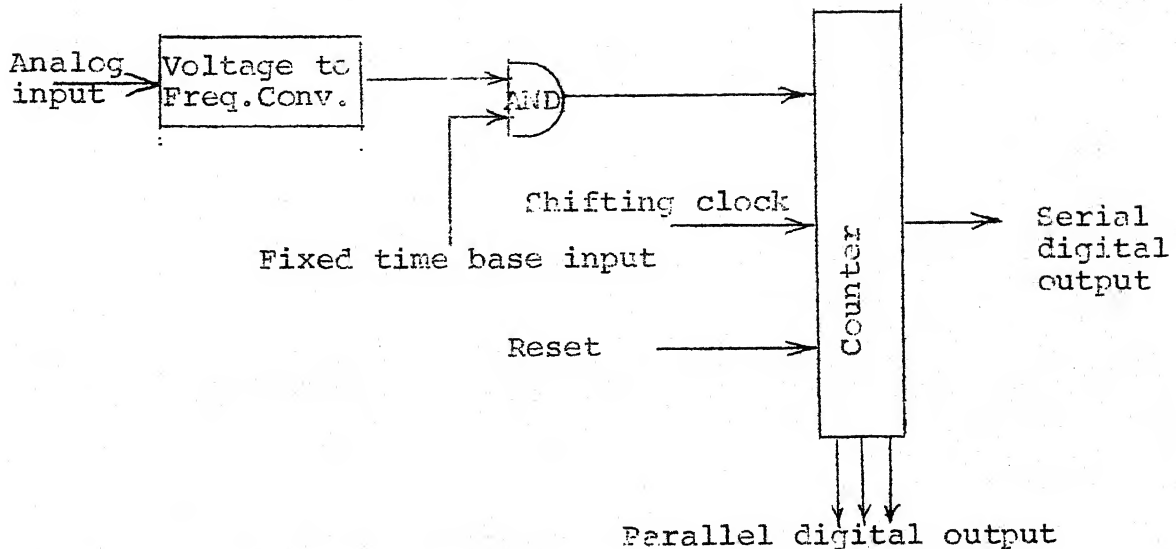 Analog
input
Voltage to
Freq.Conv.
AND
Shifting clock
Fixed time base input
Reset
Counter
Serial
digital
output
Parallel digital output